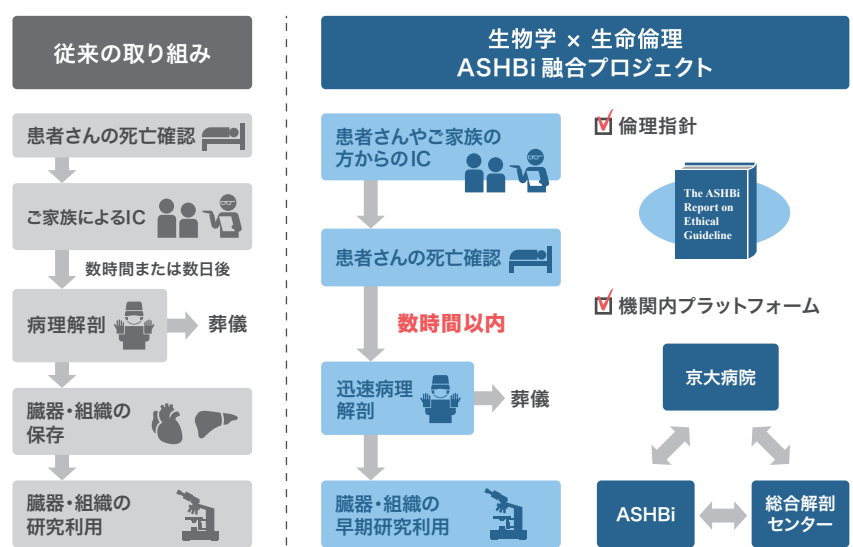 従来の取り組み
患者さんの死亡確認
ご家族によるIC
数時間または数日後
病理解剖
葬儀
臓器・組織の
保存
臓器・組織の
研究利用
生物学 × 生命倫理
ASHBi 融合プロジェクト
患者さんやご家族の
方からのIC
患者さんの死亡確認
数時間以内
迅速病理
解剖
葬儀
臓器・組織の
早期研究利用
倫理指針
The ASHBi
Report on
Ethical
Guideline
機関内プラットフォーム
京大病院
ASHBi
総合解剖
センター